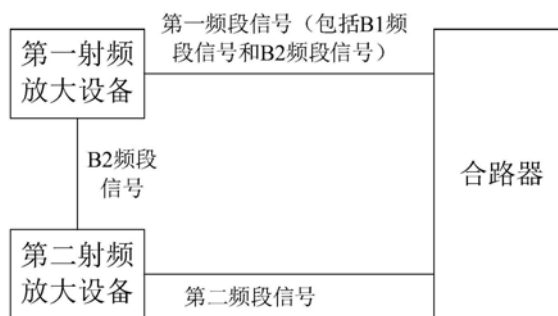 第一射频
放大设备
第一频段信号（包括B1频
段信号和B2频段信号）
B2频段
信号
合路器
第二射频
放大设备
第二频段信号